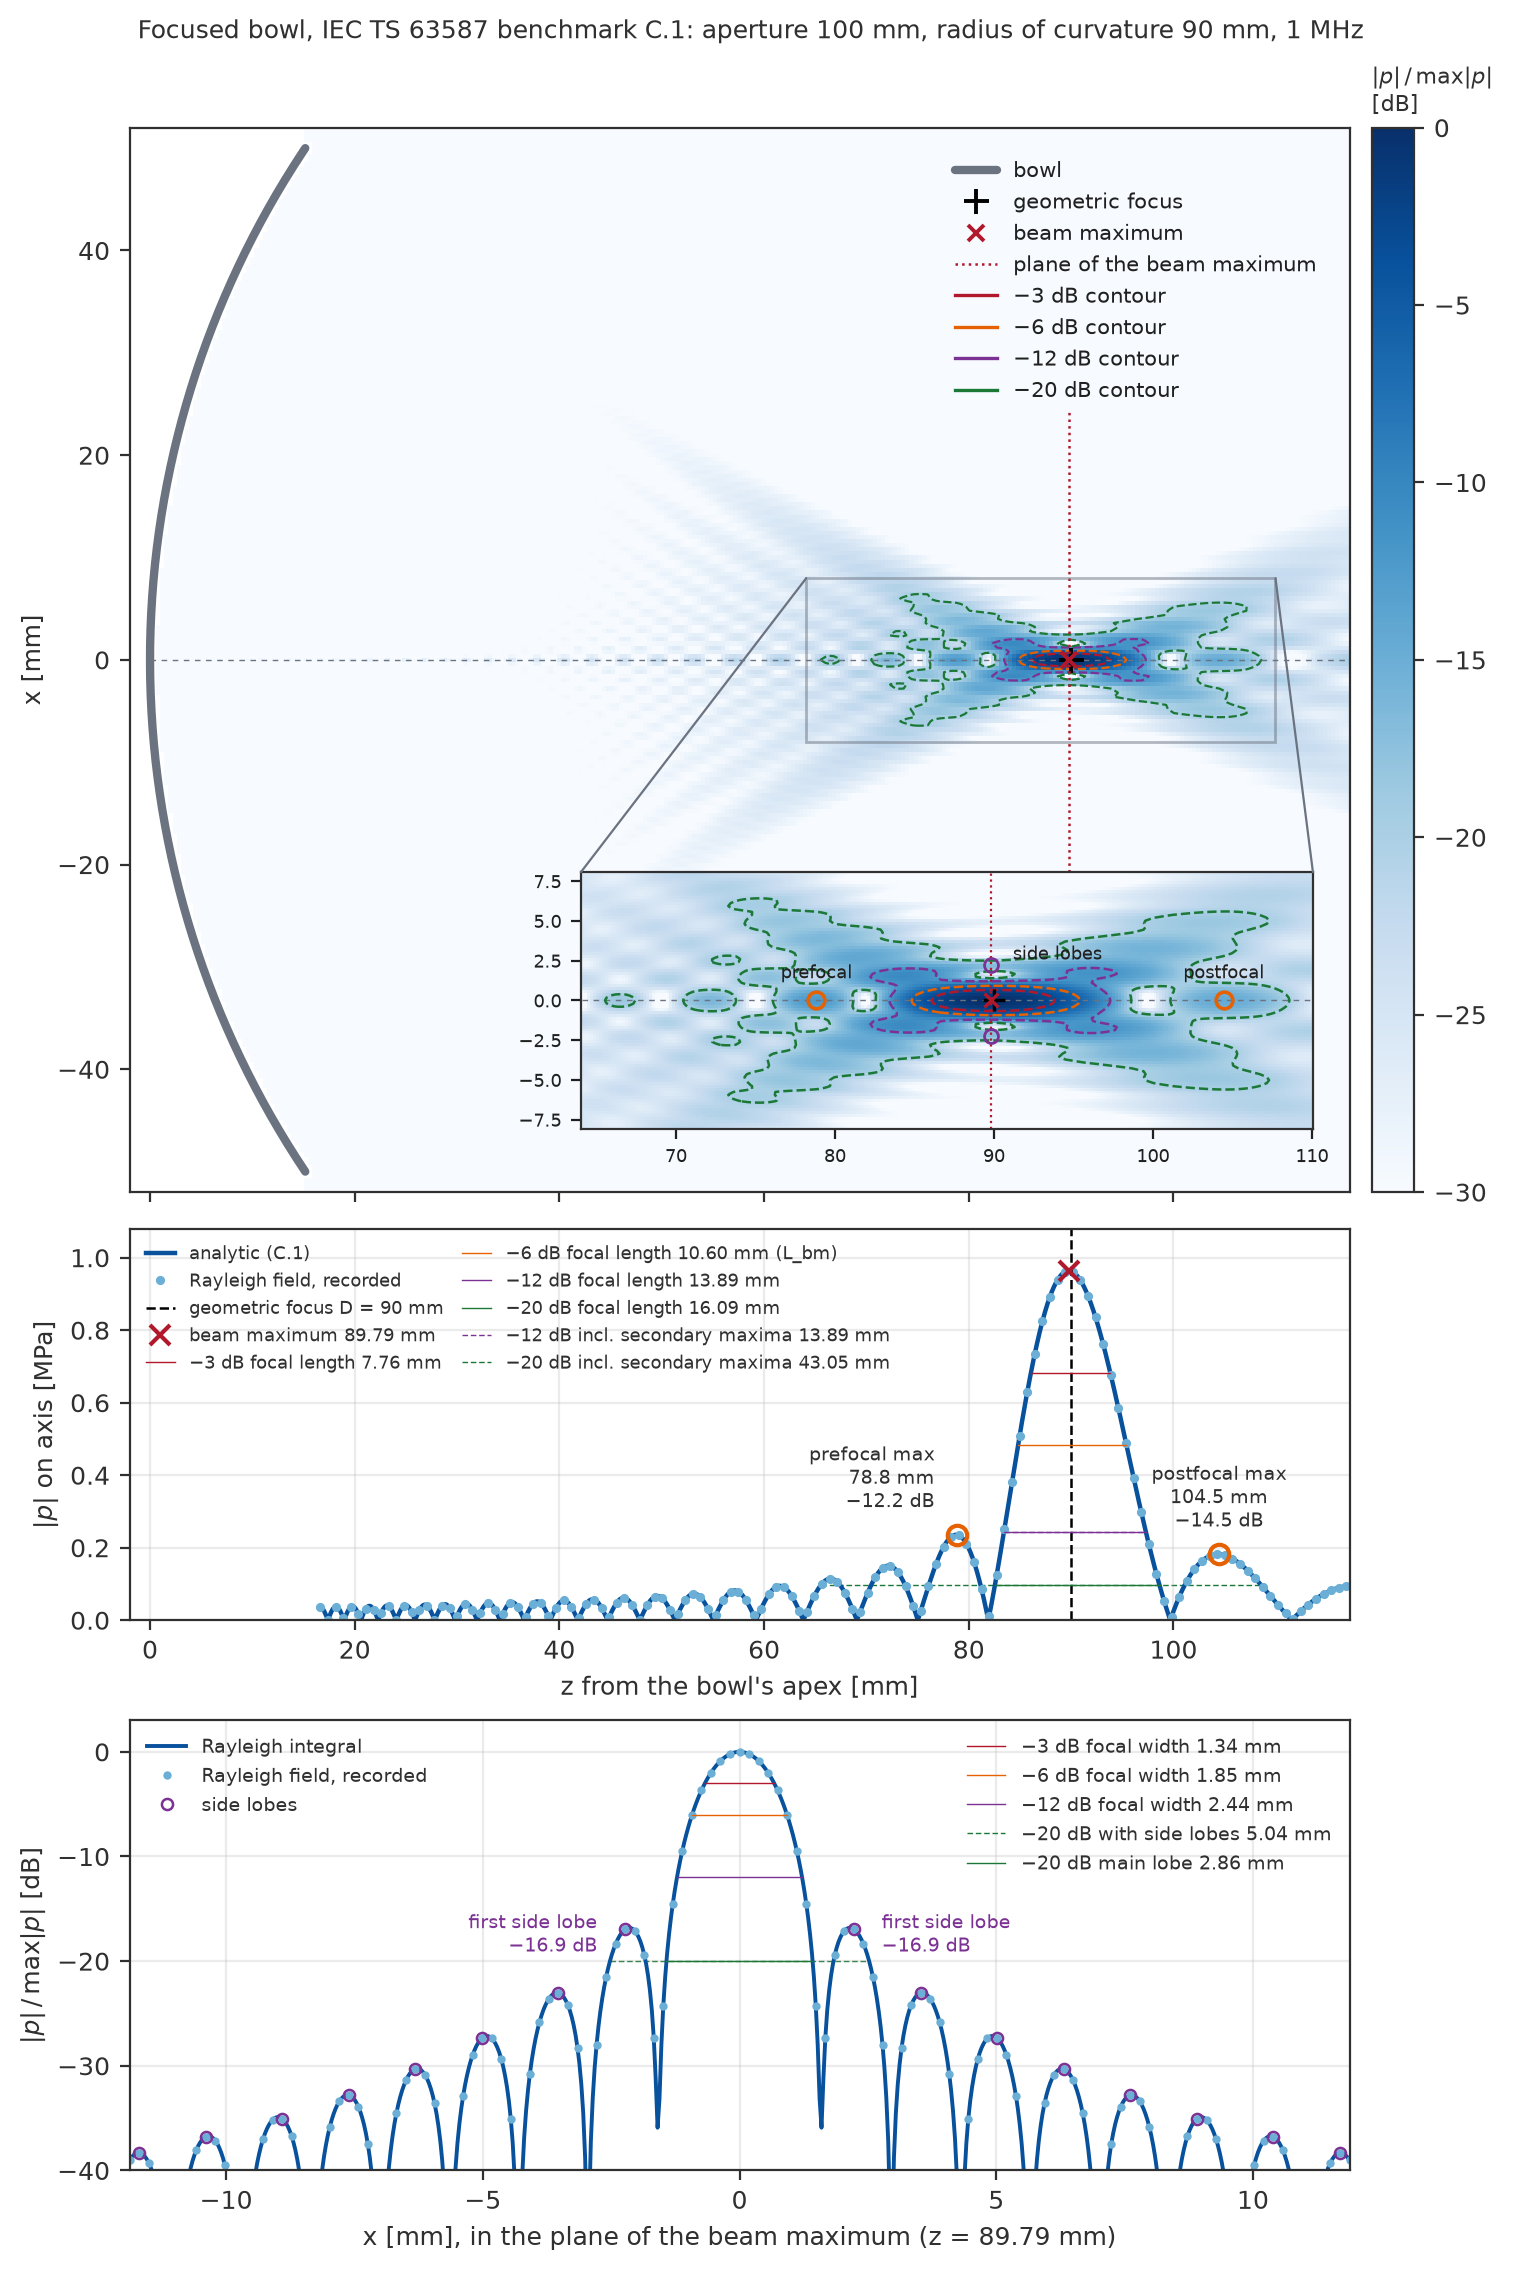 Focused bowl, IEC TS 63587 benchmark C.1: aperture 100 mm, radius of curvature 90 mm, 1 MHz
|p| / max|p|
[dB]
0
−5
−10
−15
−20
−25
−30
x [mm]
40
20
0
−20
−40
bowl
geometric focus
beam maximum
plane of the beam maximum
−3 dB contour
−6 dB contour
−12 dB contour
−20 dB contour
7.5
5.0
2.5
0.0
−2.5
−5.0
−7.5
side lobes
prefocal
postfocal
70
80
90
100
110
|p| on axis [MPa]
1.0
0.8
0.6
0.4
0.2
0.0
analytic (C.1)
Rayleigh field, recorded
geometric focus D = 90 mm
beam maximum 89.79 mm
−3 dB focal length 7.76 mm
−6 dB focal length 10.60 mm (L_bm)
−12 dB focal length 13.89 mm
−20 dB focal length 16.09 mm
−12 dB incl. secondary maxima 13.89 mm
−20 dB incl. secondary maxima 43.05 mm
prefocal max
78.8 mm
−12.2 dB
postfocal max
104.5 mm
−14.5 dB
0
20
40
60
80
100
z from the bowl's apex [mm]
|p| / max|p| [dB]
0
−10
−20
−30
−40
Rayleigh integral
Rayleigh field, recorded
side lobes
−3 dB focal width 1.34 mm
−6 dB focal width 1.85 mm
−12 dB focal width 2.44 mm
−20 dB with side lobes 5.04 mm
−20 dB main lobe 2.86 mm
first side lobe
−16.9 dB
first side lobe
−16.9 dB
−10
−5
0
5
10
x [mm], in the plane of the beam maximum (z = 89.79 mm)